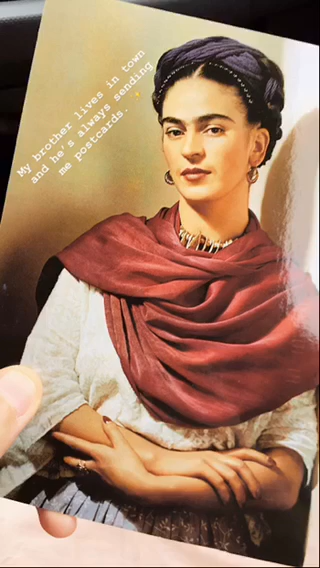 My brother lives in town
and he's always sending
me postcards. ✨